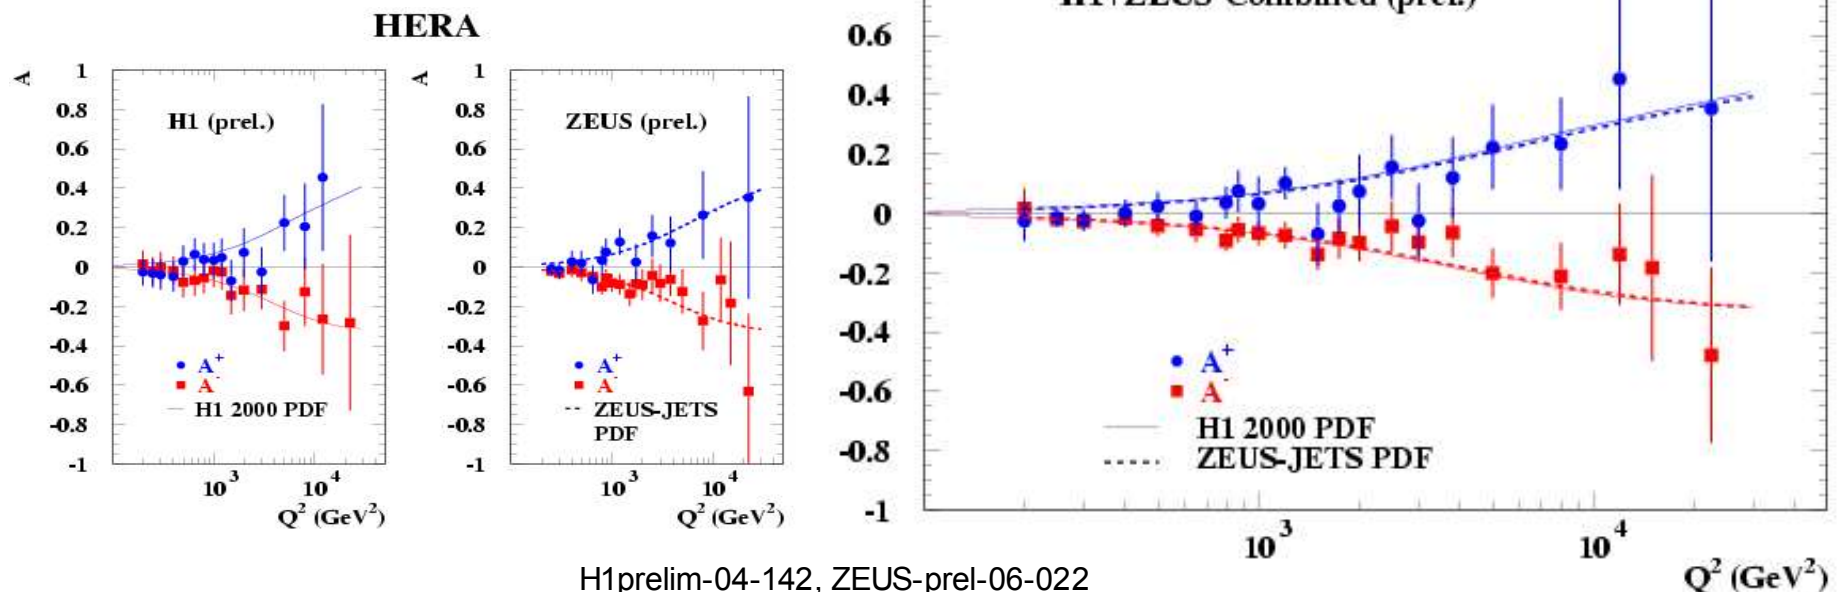 HERA
A
1
0.8
0.6
0.4
0.2
0
-0.2
-0.4
-0.6
-0.8
-1
H1 (prel.)
A+
A-
H1 2000 PDF
10^3
10^4
Q^2 (GeV^2)
A
1
0.8
0.6
0.4
0.2
0
-0.2
-0.4
-0.6
-0.8
-1
ZEUS (prel.)
A+
A-
ZEUS-JETS
PDF
10^3
10^4
Q^2 (GeV^2)
H1+ZEUS Combined (prel.)
0.6
0.4
0.2
0
-0.2
-0.4
-0.6
-0.8
-1
A+
A-
H1 2000 PDF
ZEUS-JETS PDF
10^3
10^4
Q^2 (GeV^2)
H1prelim-04-142, ZEUS-prel-06-022